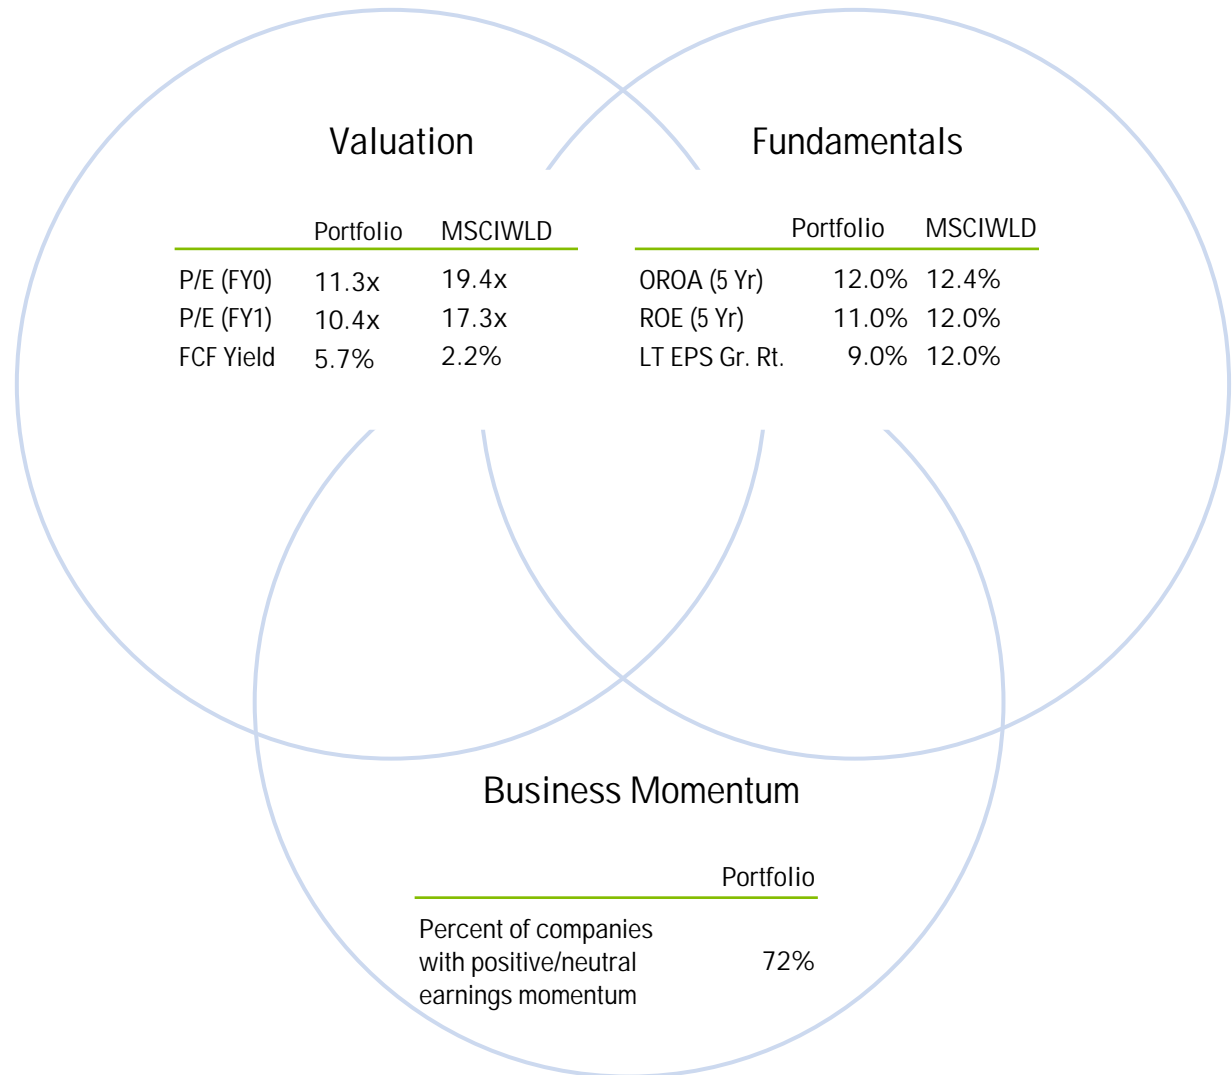 Valuation
Portfolio MSCIWLD
P/E (FY0) 11.3x 19.4x
P/E (FY1) 10.4x 17.3x
FCF Yield 5.7% 2.2%
Fundamentals
Portfolio MSCIWLD
OROA (5 Yr) 12.0% 12.4%
ROE (5 Yr) 11.0% 12.0%
LT EPS Gr. Rt. 9.0% 12.0%
Business Momentum
Portfolio
Percent of companies
with positive/neutral 72%
earnings momentum